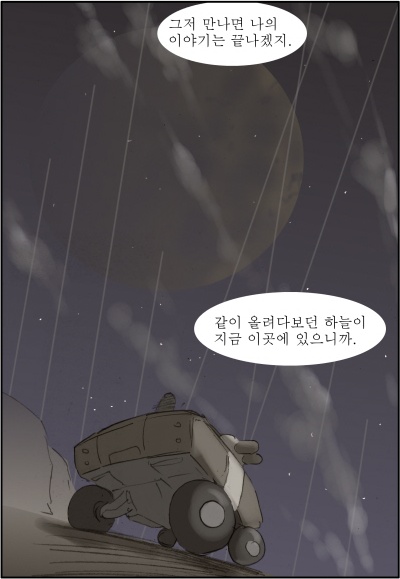 그저 만나면 나의
이야기는 끝나겠지.
같이 올려다보던 하늘이
지금 이곳에 있으니까.